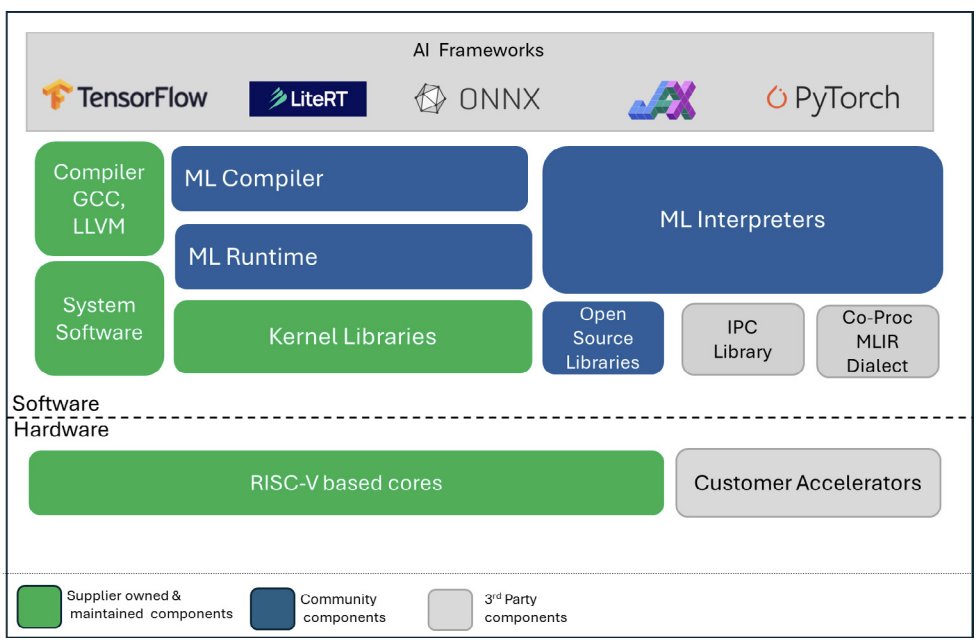 AI Frameworks
TensorFlow
LiteRT
ONNX
JAX
PyTorch
Compiler
GCC,
LLVM
ML Compiler
ML Interpreters
ML Runtime
System
Software
Kernel Libraries
Open
Source
Libraries
IPC
Library
Co-Proc
MLIR
Dialect
Software
Hardware
RISC-V based cores
Customer Accelerators
Supplier owned &
maintained components
Community
components
3rd Party
components